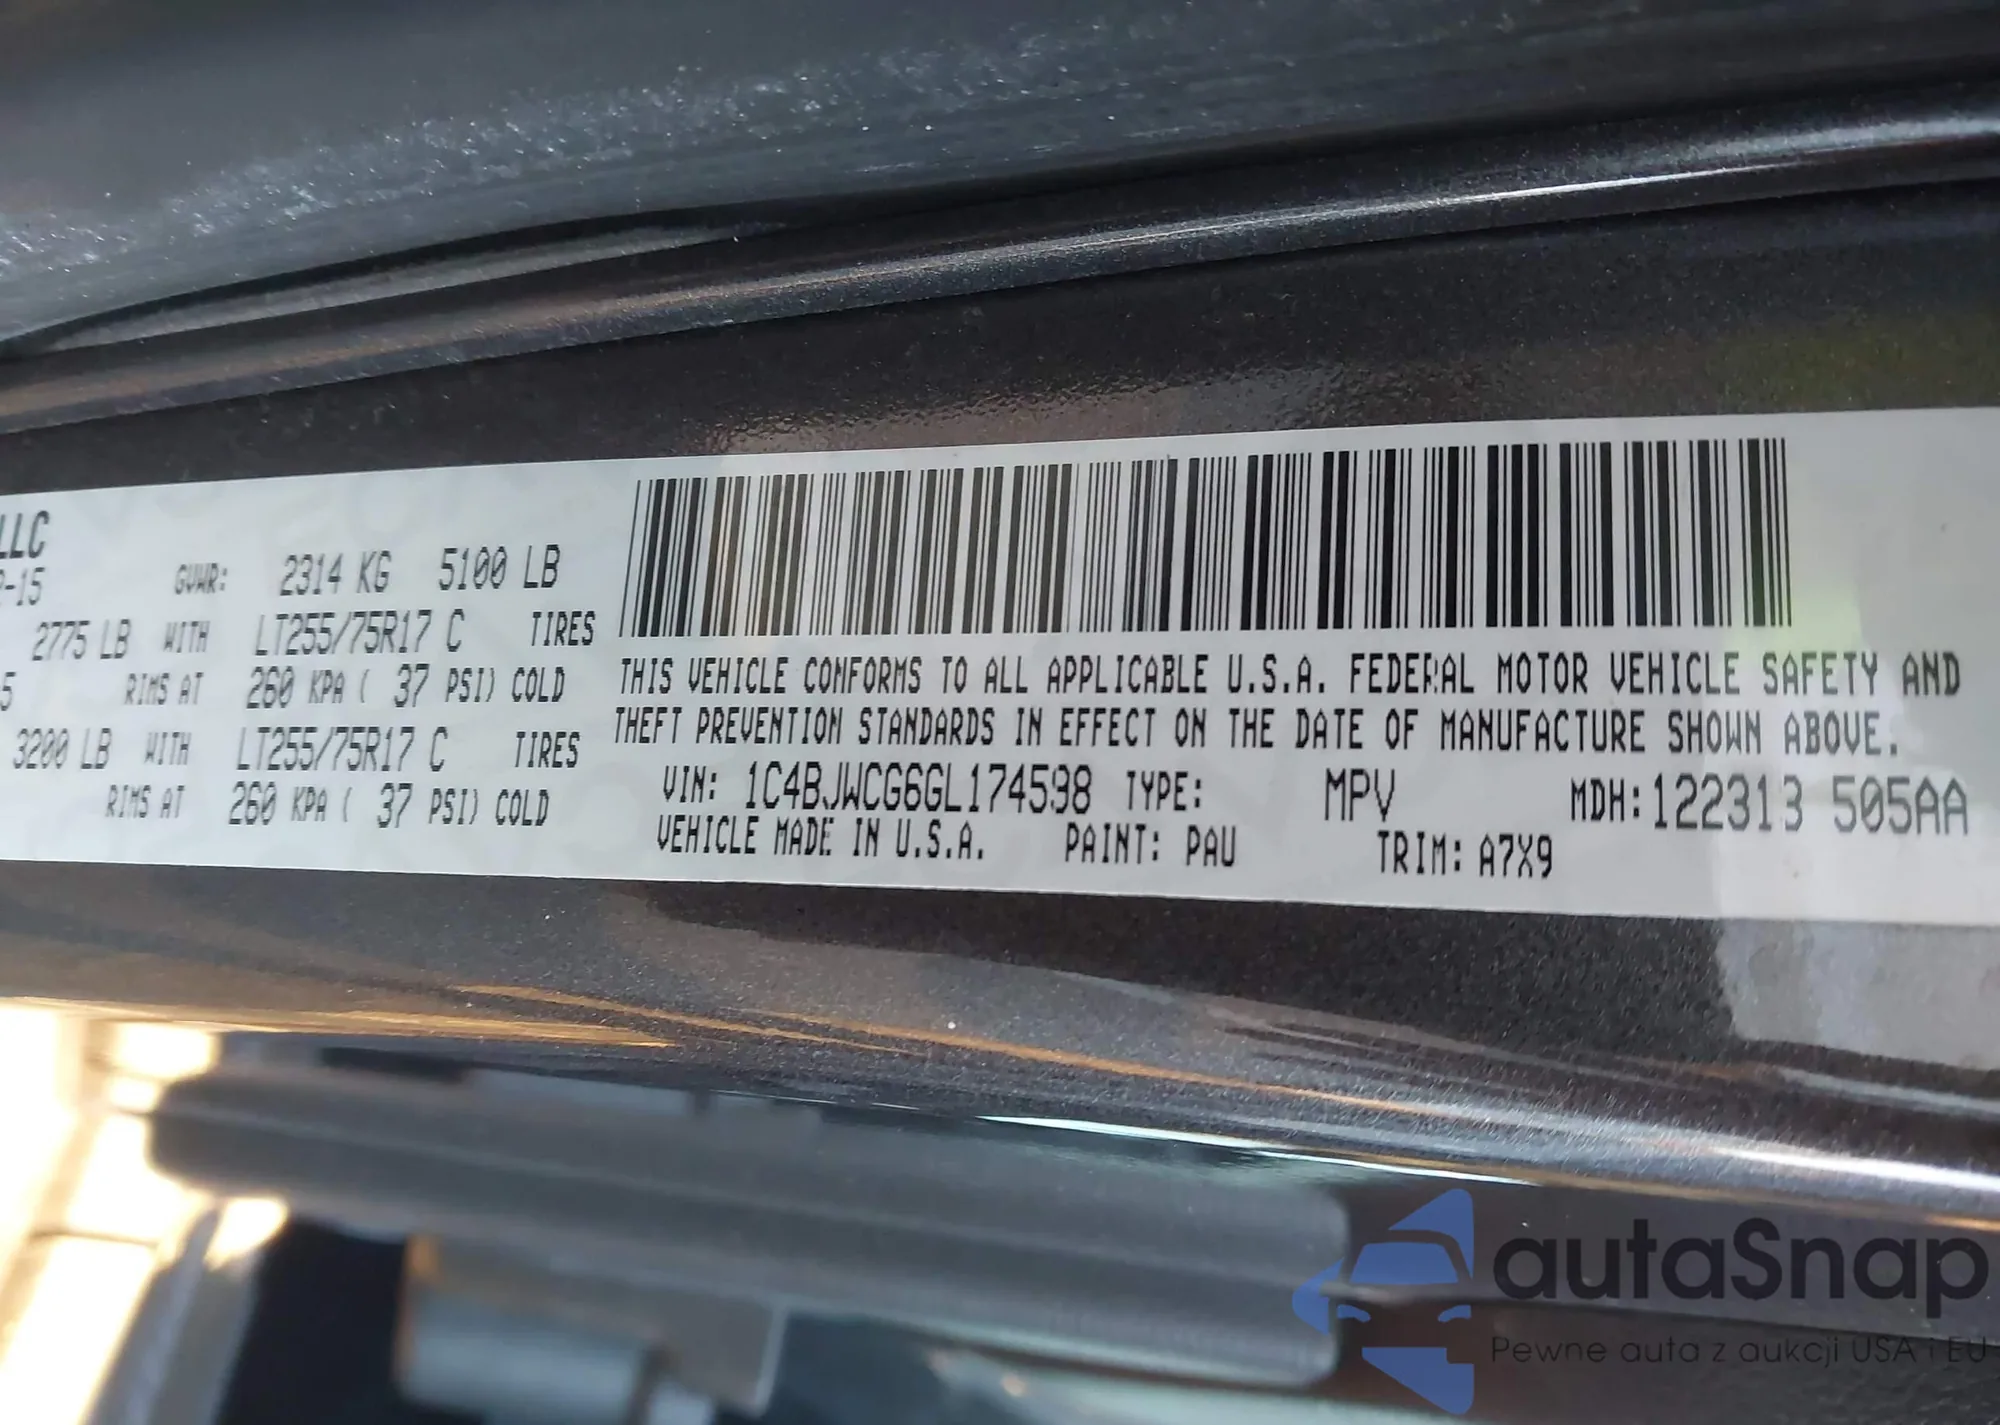 LLC
-15 GVWR: 2314 KG 5100 LB
2775 LB WITH LT255/75R17 C TIRES
5 RIMS AT 260 KPA ( 37 PSI) COLD
3200 LB WITH LT255/75R17 C TIRES
RIMS AT 260 KPA ( 37 PSI) COLD
THIS VEHICLE CONFORMS TO ALL APPLICABLE U.S.A. FEDERAL MOTOR VEHICLE SAFETY AND
THEFT PREVENTION STANDARDS IN EFFECT ON THE DATE OF MANUFACTURE SHOWN ABOVE.
VIN: 1C4BJWCG6GL174598 TYPE: MPV MDH:122313 505AA
VEHICLE MADE IN U.S.A. PAINT: PAU TRIM: A7X9
autaSnap
Pewne auta z aukcji USA i EU